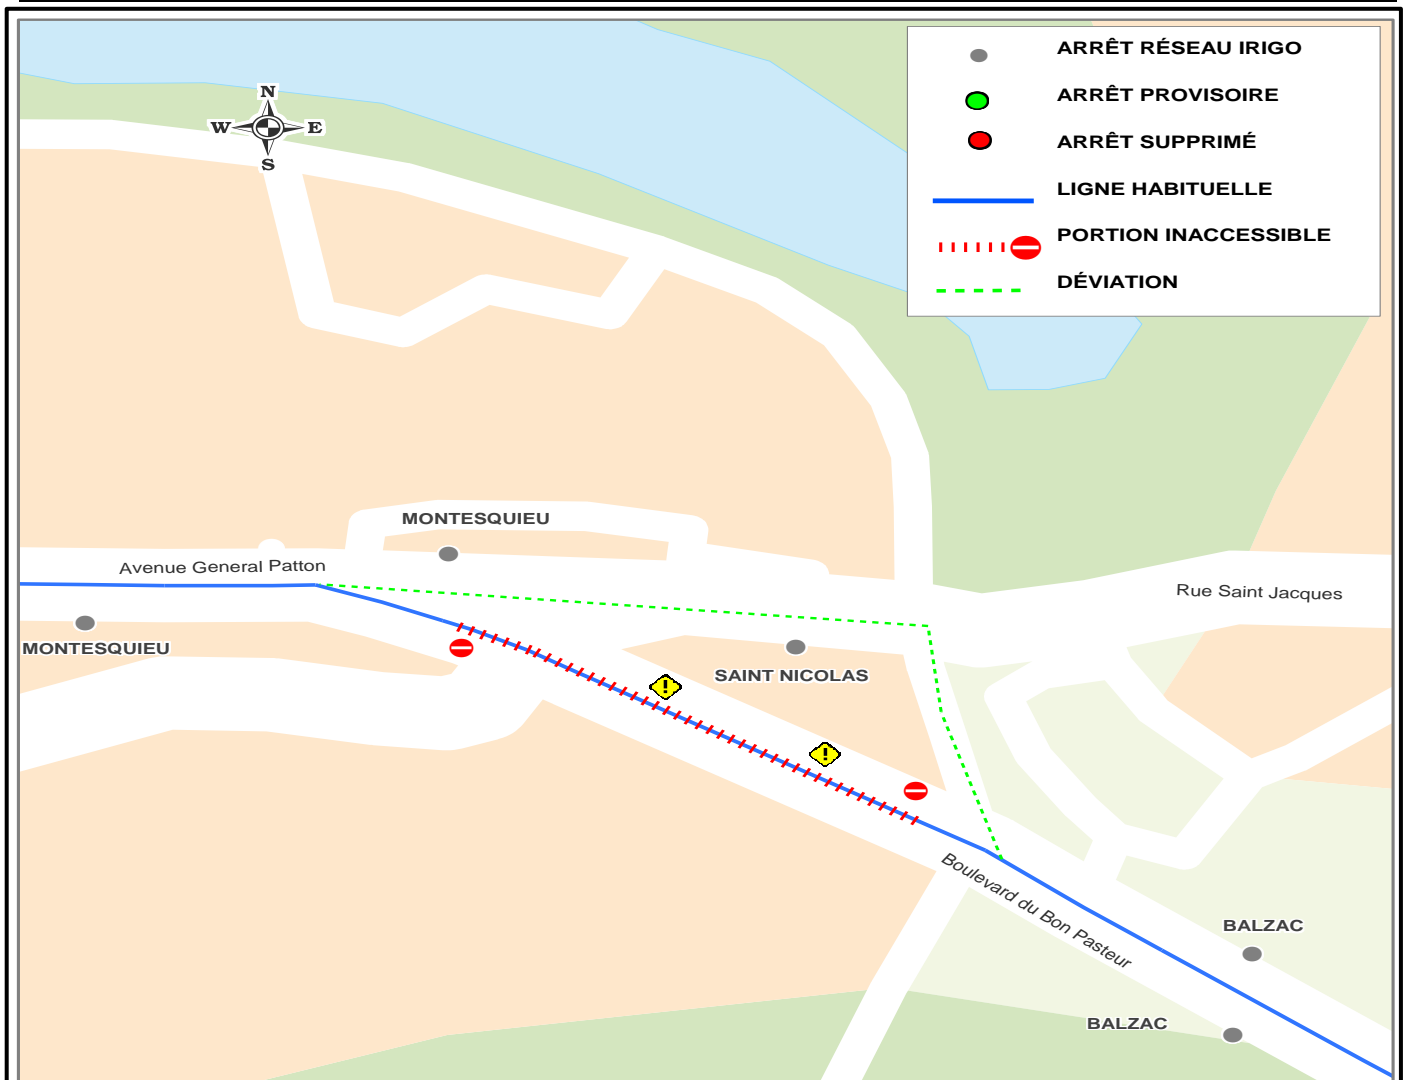 ARRÊT RÉSEAU IRIGO
ARRÊT PROVISOIRE
ARRÊT SUPPRIMÉ
LIGNE HABITUELLE
PORTION INACCESSIBLE
DÉVIATION
N
W E
S
MONTESQUIEU
Avenue General Patton
Rue Saint Jacques
MONTESQUIEU
SAINT NICOLAS
!
!
Boulevard du Bon Pasteur
BALZAC
BALZAC